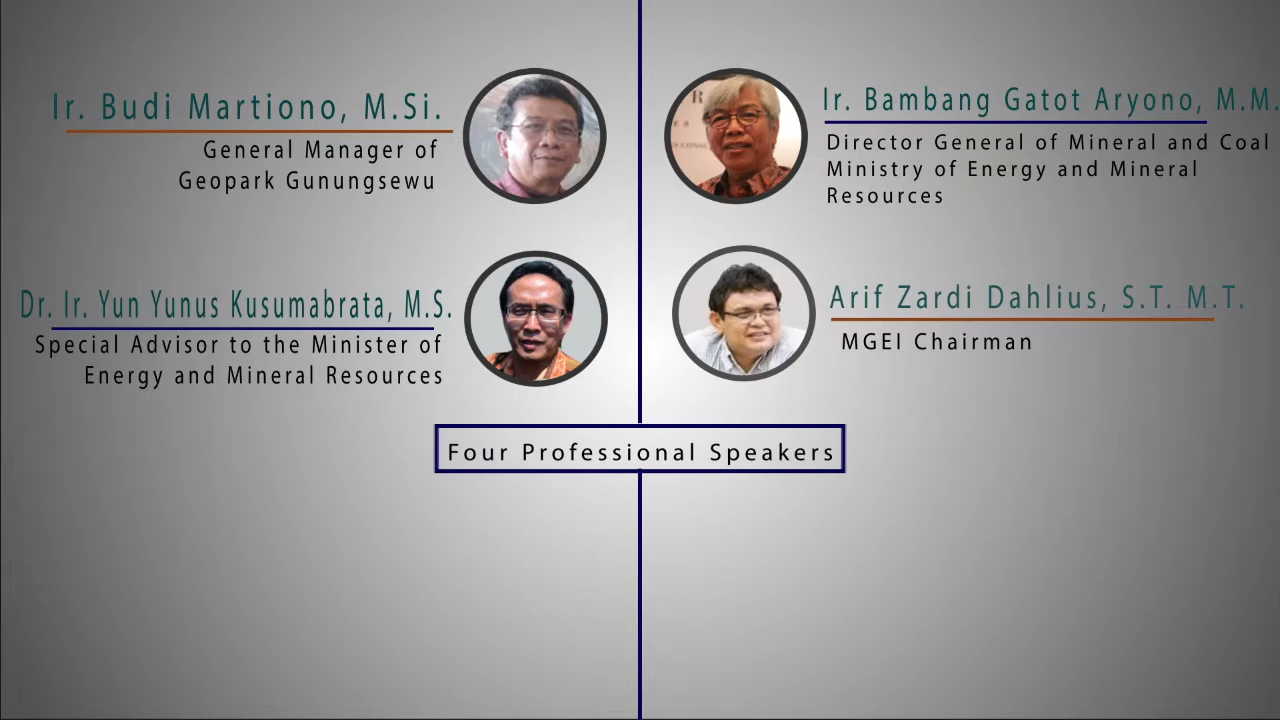 Ir. Budi Martiono, M.Si.
General Manager of
Geopark Gunungsewu
Ir. Bambang Gatot Aryono, M.M.
Director General of Mineral and Coal
Ministry of Energy and Mineral
Resources
Dr. Ir. Yun Yunus Kusumabrata, M.S.
Special Advisor to the Minister of
Energy and Mineral Resources
Arif Zardi Dahlius, S.T. M.T.
MGEI Chairman
Four Professional Speakers